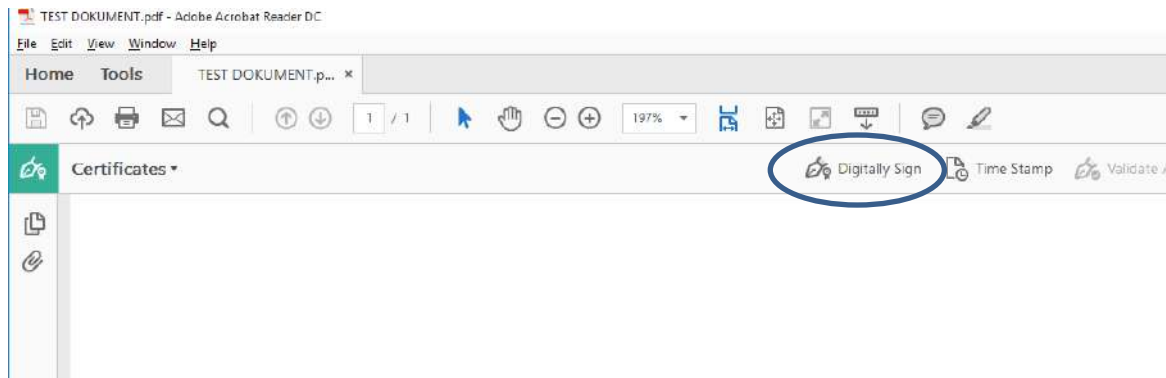 TEST DOKUMENT.pdf - Adobe Acrobat Reader DC
File Edit View Window Help
Home Tools TEST DOKUMENT.p... ×
1 / 1 197%
Certificates Digitally Sign Time Stamp Validate A